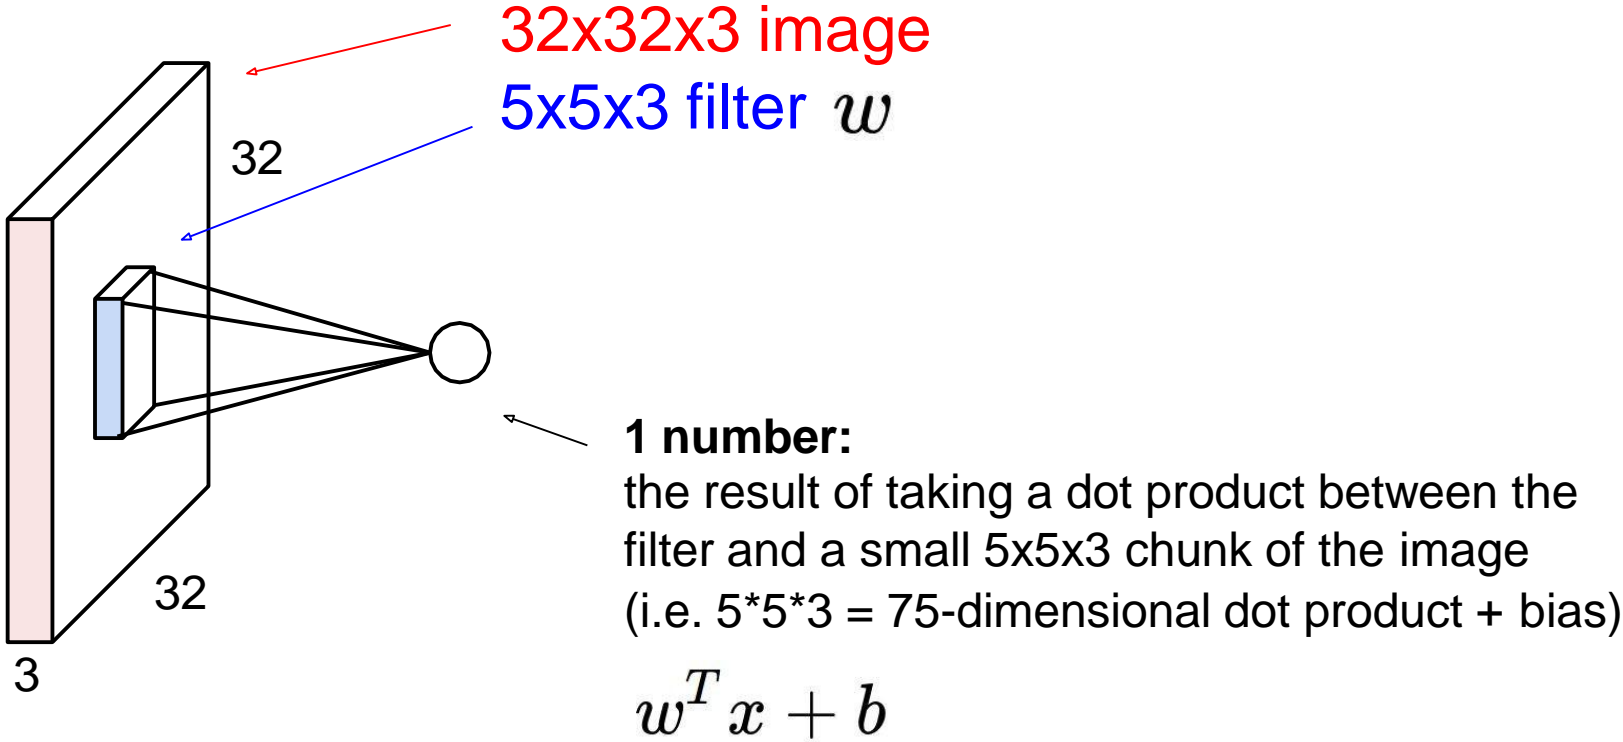 32x32x3 image
5x5x3 filter w
32
32
3
1 number:
the result of taking a dot product between the
filter and a small 5x5x3 chunk of the image
(i.e. 5*5*3 = 75-dimensional dot product + bias)
w^T x + b